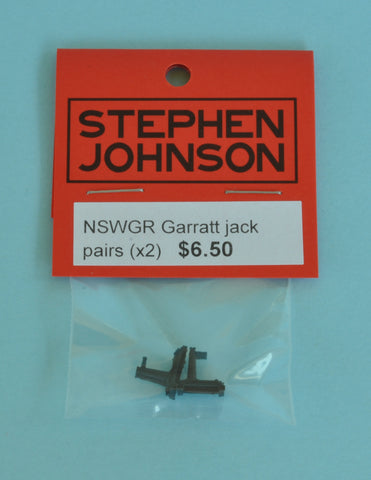 STEPHEN
JOHNSON
NSWGR Garratt jack
pairs (x2) $6.50